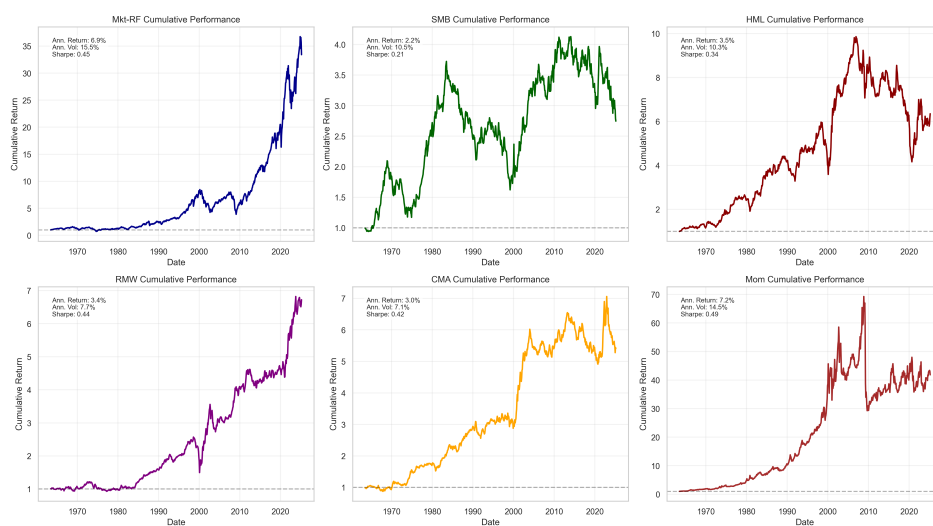 Mkt-RF Cumulative Performance
Ann. Return: 6.9%
Ann. Vol: 15.5%
Sharpe: 0.45
Cumulative Return
35
30
25
20
15
10
5
0
1970
1980
1990
2000
2010
2020
Date
SMB Cumulative Performance
Ann. Return: 2.2%
Ann. Vol: 10.5%
Sharpe: 0.21
Cumulative Return
4.0
3.5
3.0
2.5
2.0
1.5
1.0
1970
1980
1990
2000
2010
2020
Date
HML Cumulative Performance
Ann. Return: 3.5%
Ann. Vol: 10.3%
Sharpe: 0.34
Cumulative Return
10
8
6
4
2
1970
1980
1990
2000
2010
2020
Date
RMW Cumulative Performance
Ann. Return: 3.4%
Ann. Vol: 7.7%
Sharpe: 0.44
Cumulative Return
7
6
5
4
3
2
1
1970
1980
1990
2000
2010
2020
Date
CMA Cumulative Performance
Ann. Return: 3.0%
Ann. Vol: 7.1%
Sharpe: 0.42
Cumulative Return
7
6
5
4
3
2
1
1970
1980
1990
2000
2010
2020
Date
Mom Cumulative Performance
Ann. Return: 7.2%
Ann. Vol: 14.5%
Sharpe: 0.49
Cumulative Return
70
60
50
40
30
20
10
0
1970
1980
1990
2000
2010
2020
Date